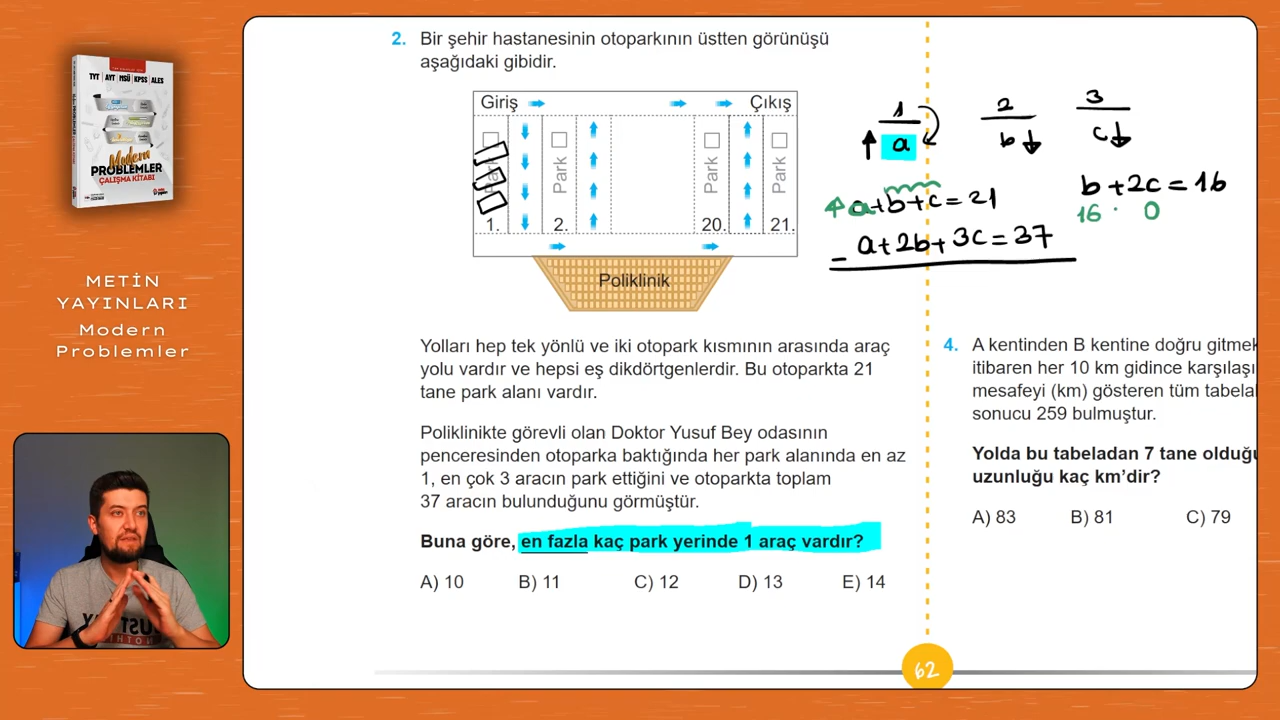 TYT | AYT | MSÜ | KPSS | ALES
Modern
PROBLEMLER
ÇALIŞMA KİTABI
METİN
YAYINLARI
Modern
Problemler
2. Bir şehir hastanesinin otoparkının üstten görünüşü
aşağıdaki gibidir.
Giriş
Çıkış
Park
Park
Park
Park
1.
2.
20.
21.
Poliklinik
Yolları hep tek yönlü ve iki otopark kısmının arasında araç
yolu vardır ve hepsi eş dikdörtgenlerdir. Bu otoparkta 21
tane park alanı vardır.
Poliklinikte görevli olan Doktor Yusuf Bey odasının
penceresinden otoparka baktığında her park alanında en az
1, en çok 3 aracın park ettiğini ve otoparkta toplam
37 aracın bulunduğunu görmüştür.
Buna göre, en fazla kaç park yerinde 1 araç vardır?
A) 10 B) 11 C) 12 D) 13 E) 14
1 2 3
a b c
a+b+c=21
a+2b+3c=37
b+2c=16
16 0
4. A kentinden B kentine doğru gitmek
itibaren her 10 km gidince karşılaşı
mesafeyi (km) gösteren tüm tabela
sonucu 259 bulmuştur.
Yolda bu tabeladan 7 tane olduğu
uzunluğu kaç km'dir?
A) 83 B) 81 C) 79
62